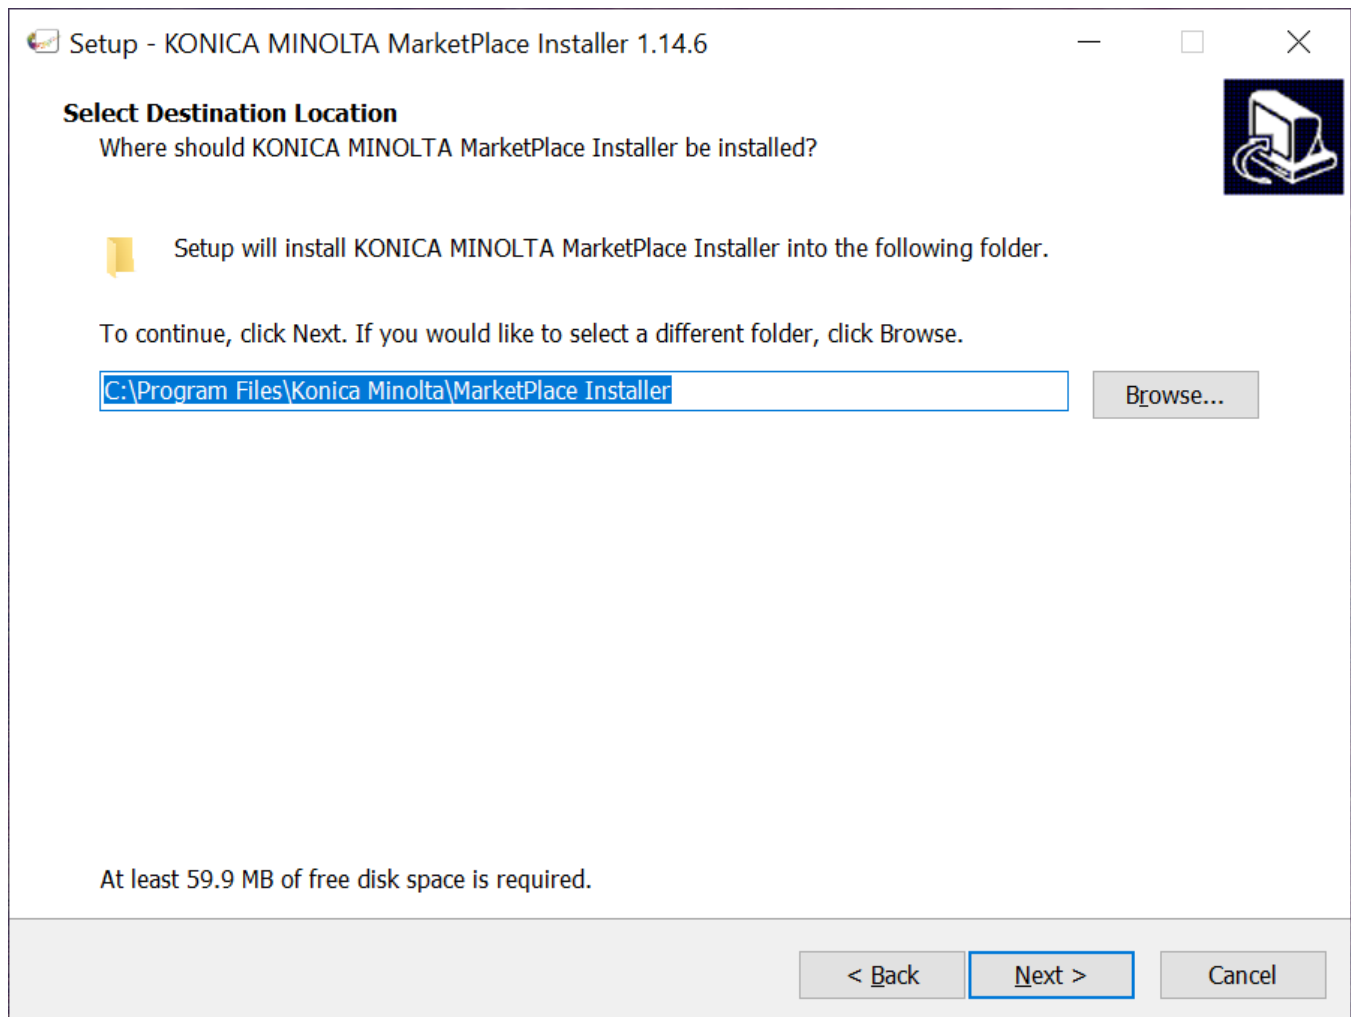 Setup - KONICA MINOLTA MarketPlace Installer 1.14.6
Select Destination Location
Where should KONICA MINOLTA MarketPlace Installer be installed?
Setup will install KONICA MINOLTA MarketPlace Installer into the following folder.
To continue, click Next. If you would like to select a different folder, click Browse.
C:\Program Files\Konica Minolta\MarketPlace Installer
Browse...
At least 59.9 MB of free disk space is required.
< Back
Next >
Cancel